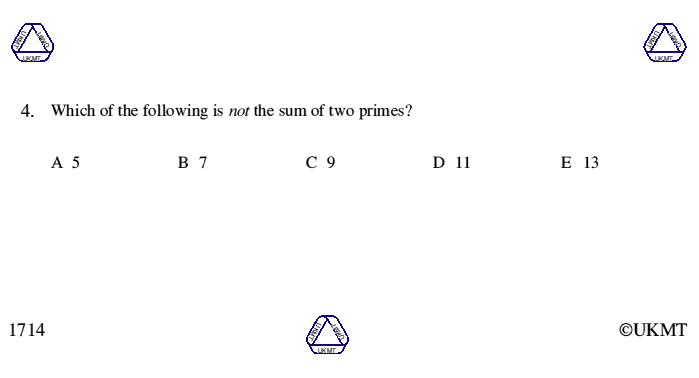 UKMT UKMT UKMT
UKMT UKMT UKMT
4. Which of the following is not the sum of two primes?
A 5 B 7 C 9 D 11 E 13
1714
UKMT UKMT UKMT
©UKMT